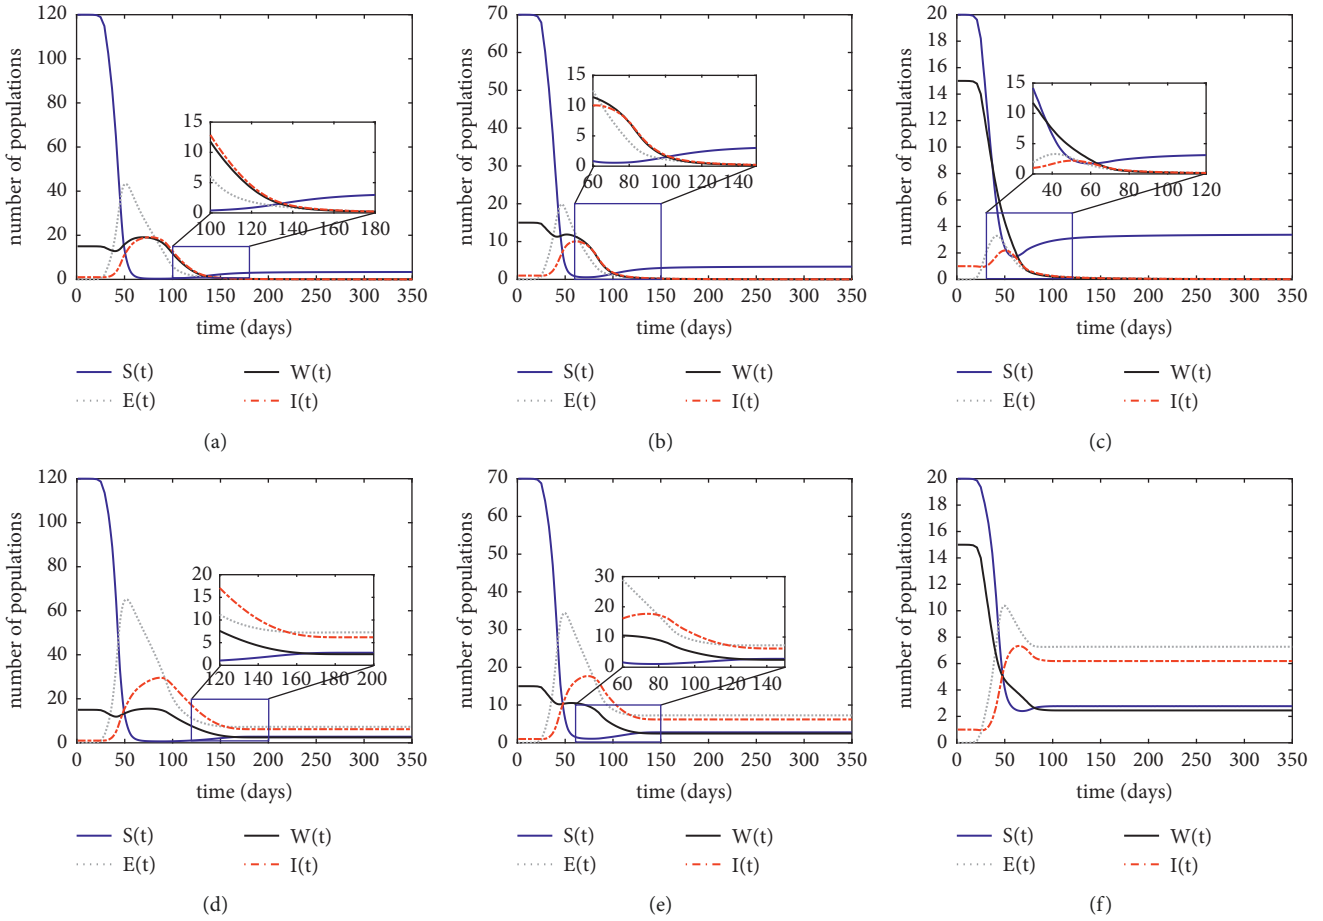 number of populations
120
100
80
60
40
20
0
15
10
5
0
100 120 140 160 180
0 50 100 150 200 250 300 350
time (days)
S(t) W(t)
E(t) I(t)
(a)
number of populations
70
60
50
40
30
20
10
0
15
10
5
0
60 80 100 120 140
0 50 100 150 200 250 300 350
time (days)
S(t) W(t)
E(t) I(t)
(b)
number of populations
20
18
16
14
12
10
8
6
4
2
0
15
10
5
0
40 60 80 100 120
0 50 100 150 200 250 300 350
time (days)
S(t) W(t)
E(t) I(t)
(c)
number of populations
120
100
80
60
40
20
0
20
15
10
5
0
120 140 160 180 200
0 50 100 150 200 250 300 350
time (days)
S(t) W(t)
E(t) I(t)
(d)
number of populations
70
60
50
40
30
20
10
0
30
20
10
0
60 80 100 120 140
0 50 100 150 200 250 300 350
time (days)
S(t) W(t)
E(t) I(t)
(e)
number of populations
20
18
16
14
12
10
8
6
4
2
0
0 50 100 150 200 250 300 350
time (days)
S(t) W(t)
E(t) I(t)
(f)